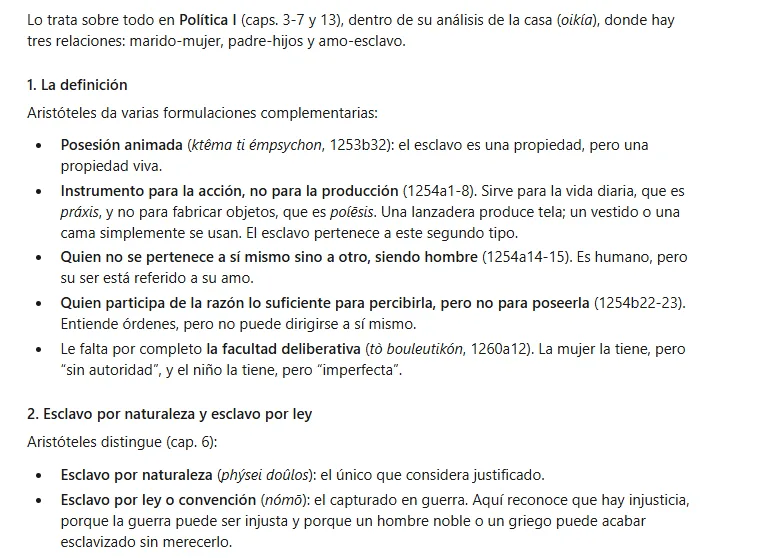 Lo trata sobre todo en Política I (caps. 3-7 y 13), dentro de su análisis de la casa (oikía), donde hay
tres relaciones: marido-mujer, padre-hijos y amo-esclavo.
1. La definición
Aristóteles da varias formulaciones complementarias:
• Posesión animada (ktêma ti émpsychon, 1253b32): el esclavo es una propiedad, pero una
propiedad viva.
• Instrumento para la acción, no para la producción (1254a1-8). Sirve para la vida diaria, que es
práxis, y no para fabricar objetos, que es poíēsis. Una lanzadera produce tela; un vestido o una
cama simplemente se usan. El esclavo pertenece a este segundo tipo.
• Quien no se pertenece a sí mismo sino a otro, siendo hombre (1254a14-15). Es humano, pero
su ser está referido a su amo.
• Quien participa de la razón lo suficiente para percibirla, pero no para poseerla (1254b22-23).
Entiende órdenes, pero no puede dirigirse a sí mismo.
• Le falta por completo la facultad deliberativa (tò bouleutikón, 1260a12). La mujer la tiene, pero
“sin autoridad”, y el niño la tiene, pero “imperfecta”.
2. Esclavo por naturaleza y esclavo por ley
Aristóteles distingue (cap. 6):
• Esclavo por naturaleza (phýsei doûlos): el único que considera justificado.
• Esclavo por ley o convención (nómō): el capturado en guerra. Aquí reconoce que hay injusticia,
porque la guerra puede ser injusta y porque un hombre noble o un griego puede acabar
esclavizado sin merecerlo.